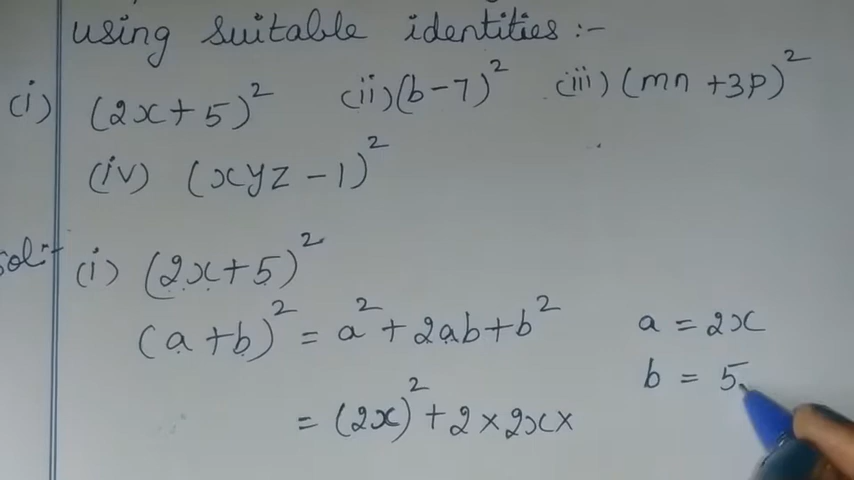 using suitable identities :-
(i) (2x+5)² (ii) (b-7)² (iii) (mn +3p)²
(iv) (xyz -1)²
Sol:- (i) (2x+5)²
(a+b)² = a² + 2ab + b² a = 2x
b = 5
= (2x)² + 2 × 2x ×